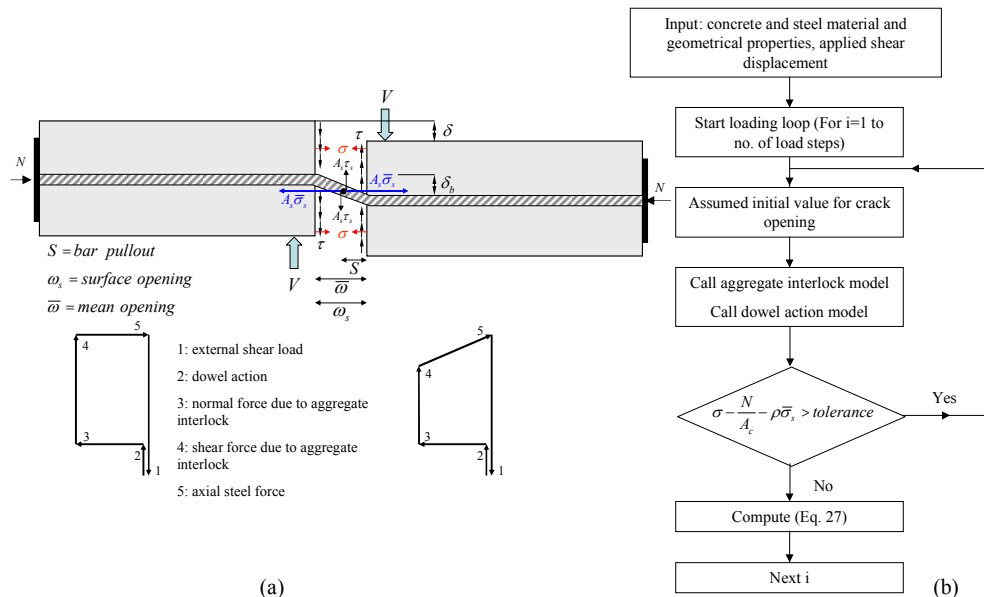 V
δ
τ
N
σ
A_sτ_s
δ_b
A_sσ̅_s
A_sσ̅_s
N
A_sτ_s
τ
σ
S
V
ω̅
ω_s
S = bar pullout
ω_s = surface opening
ω̅ = mean opening
5
4
3
2
1
1: external shear load
2: dowel action
3: normal force due to aggregate
interlock
4: shear force due to aggregate
interlock
5: axial steel force
5
4
3
2
1
(a)
Input: concrete and steel material and
geometrical properties, applied shear
displacement
Start loading loop (For i=1 to
no. of load steps)
Assumed initial value for crack
opening
Call aggregate interlock model
Call dowel action model
σ - N/A_c - ρσ̅_s > tolerance
Yes
No
Compute (Eq. 27)
Next i
(b)